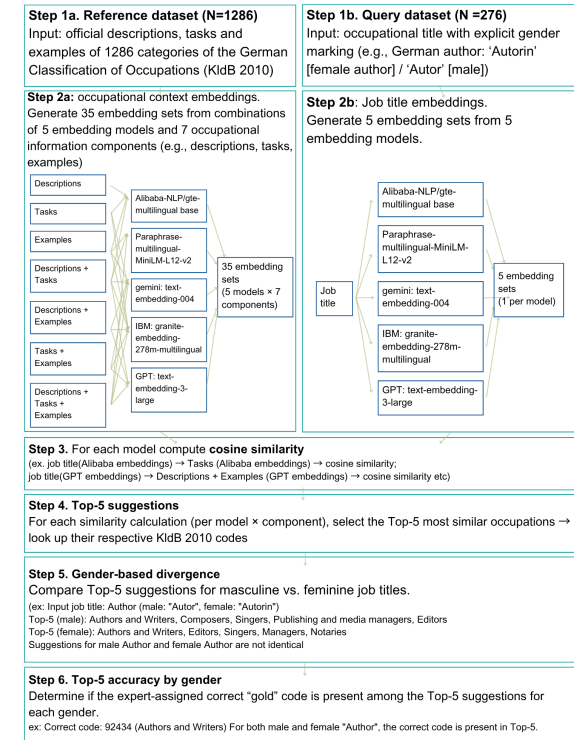 Step 1a. Reference dataset (N=1286)
Input: official descriptions, tasks and
examples of 1286 categories of the German
Classification of Occupations (KldB 2010)
Step 1b. Query dataset (N =276)
Input: occupational title with explicit gender
marking (e.g., German author: ‘Autorin’
[female author] / ‘Autor’ [male])
Step 2a: occupational context embeddings.
Generate 35 embedding sets from combinations
of 5 embedding models and 7 occupational
information components (e.g., descriptions, tasks,
examples)
Descriptions
Tasks
Examples
Descriptions +
Tasks
Descriptions +
Examples
Tasks +
Examples
Descriptions +
Tasks +
Examples
Alibaba-NLP/gte-
multilingual base
Paraphrase-
multilingual-
MiniLM-L12-v2
gemini: text-
embedding-004
IBM: granite-
embedding-
278m-multilingual
GPT: text-
embedding-3-
large
35 embedding
sets
(5 models × 7
components)
Step 2b: Job title embeddings.
Generate 5 embedding sets from 5
embedding models.
Job
title
Alibaba-NLP/gte-
multilingual base
Paraphrase-
multilingual-MiniLM-
L12-v2
gemini: text-
embedding-004
IBM: granite-
embedding-278m-
multilingual
GPT: text-embedding-
3-large
5 embedding
sets
(1 per model)
Step 3. For each model compute cosine similarity
(ex. job title(Alibaba embeddings) → Tasks (Alibaba embeddings) → cosine similarity;
job title(GPT embeddings) → Descriptions + Examples (GPT embeddings) → cosine similarity etc)
Step 4. Top-5 suggestions
For each similarity calculation (per model × component), select the Top-5 most similar occupations →
look up their respective KldB 2010 codes
Step 5. Gender-based divergence
Compare Top-5 suggestions for masculine vs. feminine job titles.
(ex: Input job title: Author (male: "Autor", female: "Autorin")
Top-5 (male): Authors and Writers, Composers, Singers, Publishing and media managers, Editors
Top-5 (female): Authors and Writers, Editors, Singers, Managers, Notaries
Suggestions for male Author and female Author are not identical
Step 6. Top-5 accuracy by gender
Determine if the expert-assigned correct “gold” code is present among the Top-5 suggestions for
each gender.
ex: Correct code: 92434 (Authors and Writers) For both male and female "Author", the correct code is present in Top-5.